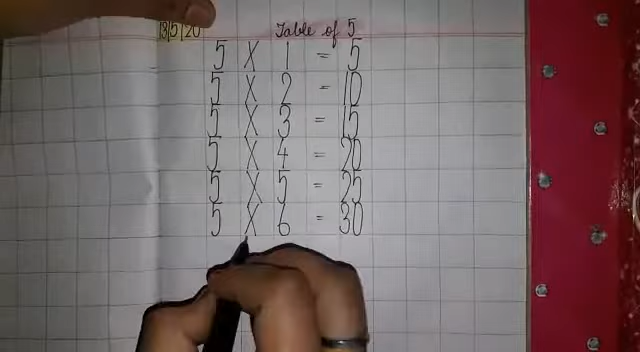 13/5/20
Table of 5
5 X 1 = 5
5 X 2 = 10
5 X 3 = 15
5 X 4 = 20
5 X 5 = 25
5 X 6 = 30